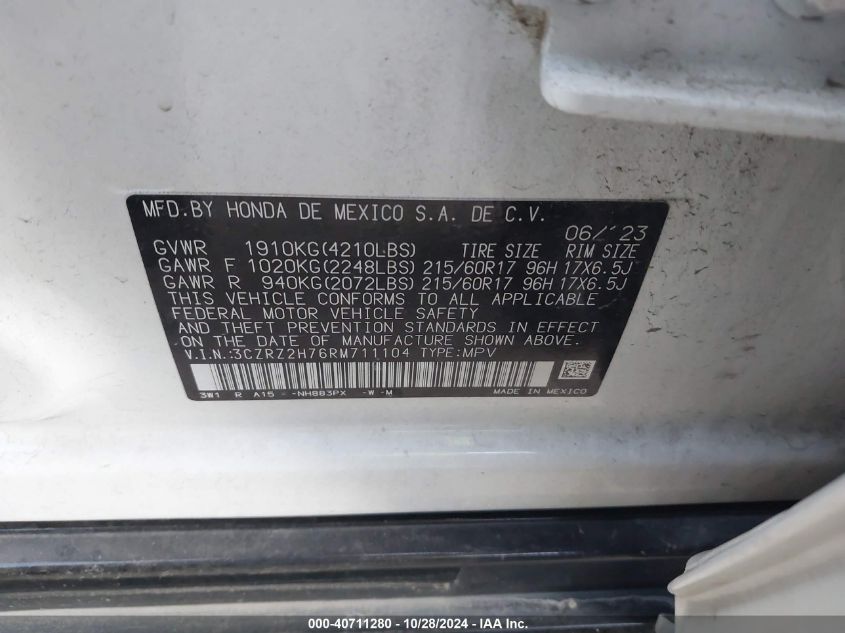 MFD.BY HONDA DE MEXICO S.A. DE C.V.
06/'23
GVWR 1910KG(4210LBS) TIRE SIZE RIM SIZE
GAWR F 1020KG(2248LBS) 215/60R17 96H 17X6.5J
GAWR R 940KG(2072LBS) 215/60R17 96H 17X6.5J
THIS VEHICLE CONFORMS TO ALL APPLICABLE
FEDERAL MOTOR VEHICLE SAFETY
AND THEFT PREVENTION STANDARDS IN EFFECT
ON THE DATE OF MANUFACTURE SHOWN ABOVE.
V.I.N.:3CZRZ2H76RM711104 TYPE:MPV
3W1 R A15 - -NH883PX -W -M MADE IN MEXICO
000-40711280 - 10/28/2024 - IAA Inc.